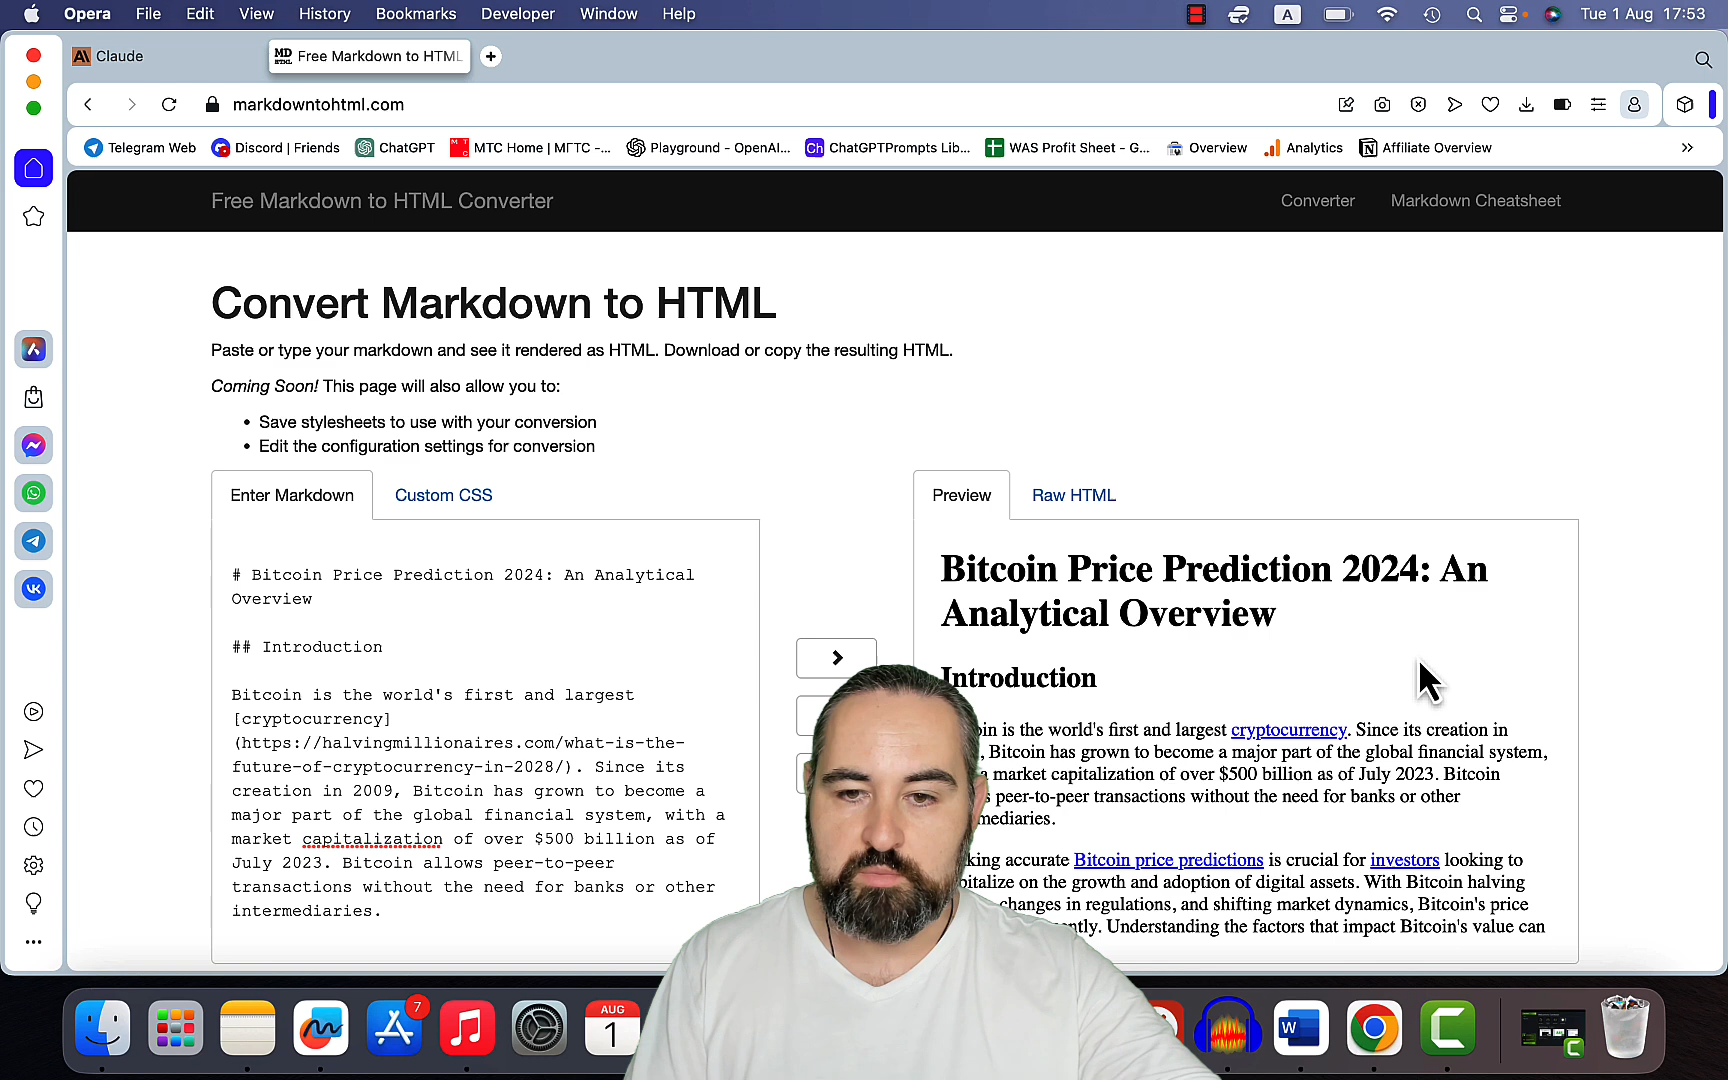 Opera File Edit View History Bookmarks Developer Window Help A Tue 1 Aug 17:53
Claude MD HTML Free Markdown to HTML
markdowntohtml.com
Telegram Web Discord | Friends ChatGPT МТС MTC Home | МГТС -... Playground - OpenAI... Ch ChatGPTPrompts Lib... WAS Profit Sheet - G... Overview Analytics Affiliate Overview
Free Markdown to HTML Converter Converter Markdown Cheatsheet
Convert Markdown to HTML
Paste or type your markdown and see it rendered as HTML. Download or copy the resulting HTML.
Coming Soon! This page will also allow you to:
• Save stylesheets to use with your conversion
• Edit the configuration settings for conversion
Enter Markdown Custom CSS
# Bitcoin Price Prediction 2024: An Analytical
Overview
## Introduction
Bitcoin is the world's first and largest
[cryptocurrency]
(https://halvingmillionaires.com/what-is-the-
future-of-cryptocurrency-in-2028/). Since its
creation in 2009, Bitcoin has grown to become a
major part of the global financial system, with a
market capitalization of over $500 billion as of
July 2023. Bitcoin allows peer-to-peer
transactions without the need for banks or other
intermediaries.
Preview Raw HTML
Bitcoin Price Prediction 2024: An
Analytical Overview
Introduction
is the world's first and largest cryptocurrency. Since its creation in
, Bitcoin has grown to become a major part of the global financial system,
a market capitalization of over $500 billion as of July 2023. Bitcoin
peer-to-peer transactions without the need for banks or other
accurate Bitcoin price predictions is crucial for investors looking to
on the growth and adoption of digital assets. With Bitcoin halving
changes in regulations, and shifting market dynamics, Bitcoin's price
Understanding the factors that impact Bitcoin's value can
7
AUG
1
W